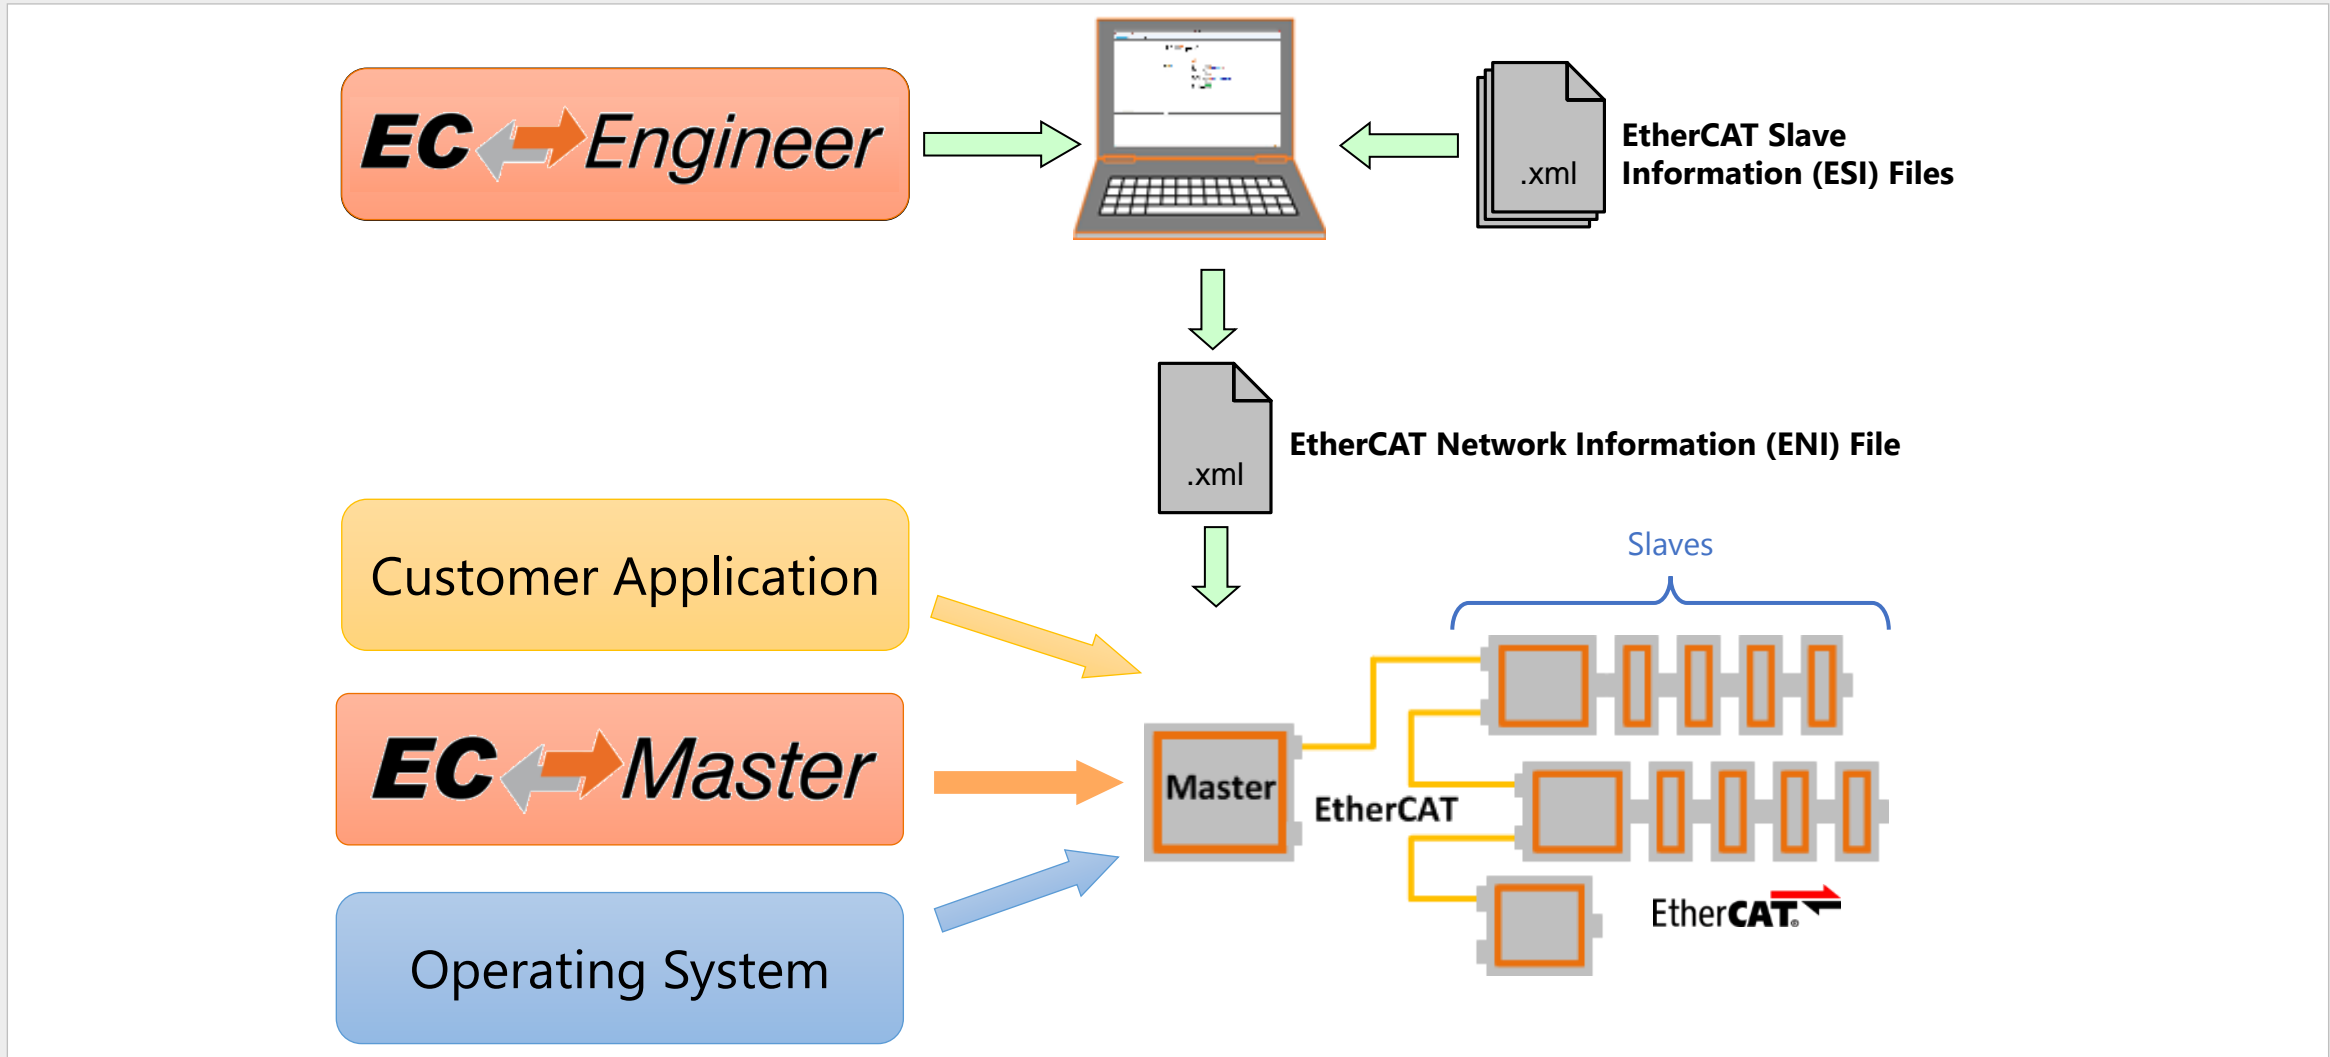 EC Engineer
.xml
EtherCAT Slave
Information (ESI) Files
.xml
EtherCAT Network Information (ENI) File
Customer Application
Slaves
EC Master
Master
EtherCAT
EtherCAT®
Operating System